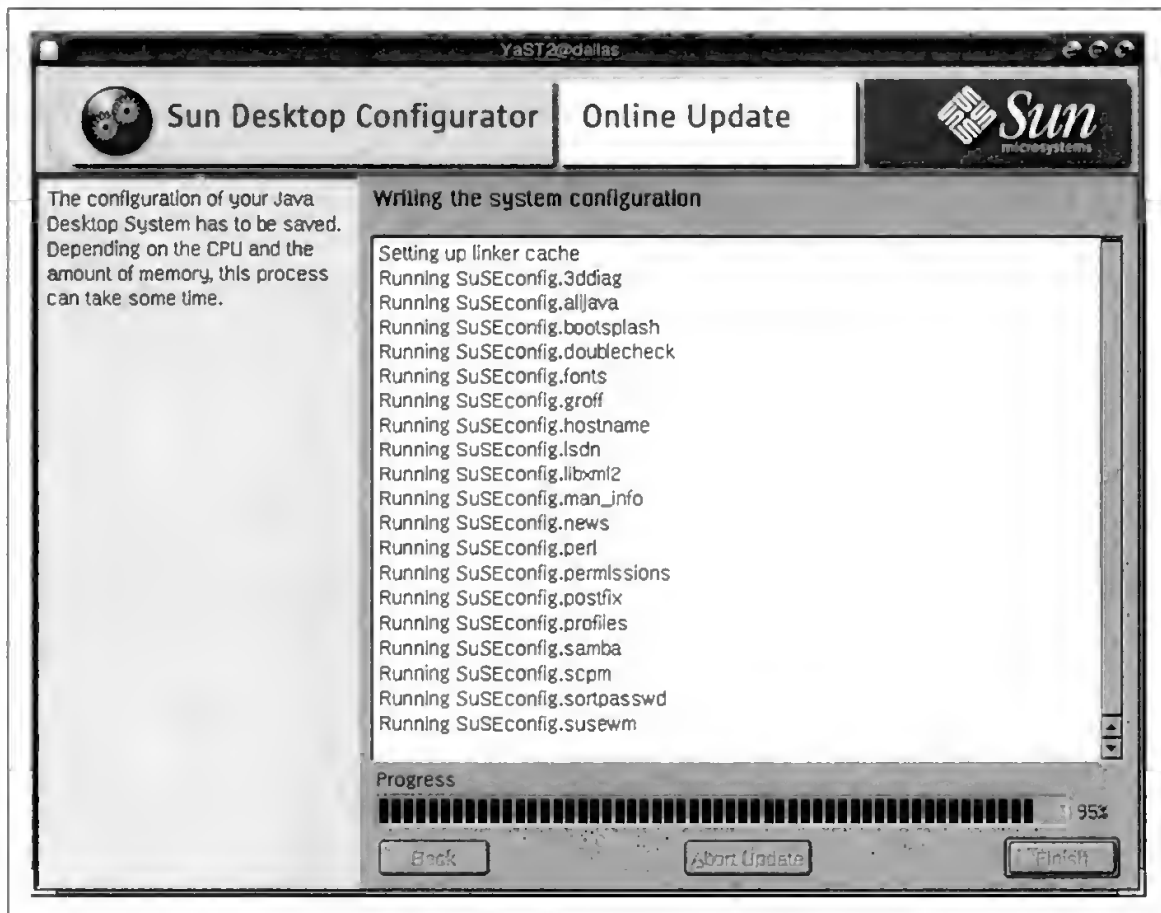 YaST2@dallas
Sun Desktop Configurator
Online Update
Sun
microsystems
The configuration of your Java
Desktop System has to be saved.
Depending on the CPU and the
amount of memory, this process
can take some time.
Writing the system configuration
Setting up linker cache
Running SuSEconfig.3ddiag
Running SuSEconfig.alljava
Running SuSEconfig.bootsplash
Running SuSEconfig.doublecheck
Running SuSEconfig.fonts
Running SuSEconfig.groff
Running SuSEconfig.hostname
Running SuSEconfig.isdn
Running SuSEconfig.libxml2
Running SuSEconfig.man_info
Running SuSEconfig.news
Running SuSEconfig.perl
Running SuSEconfig.permissions
Running SuSEconfig.postfix
Running SuSEconfig.profiles
Running SuSEconfig.samba
Running SuSEconfig.scpm
Running SuSEconfig.sortpasswd
Running SuSEconfig.susewm
Progress
95%
Back
Abort Update
Finish